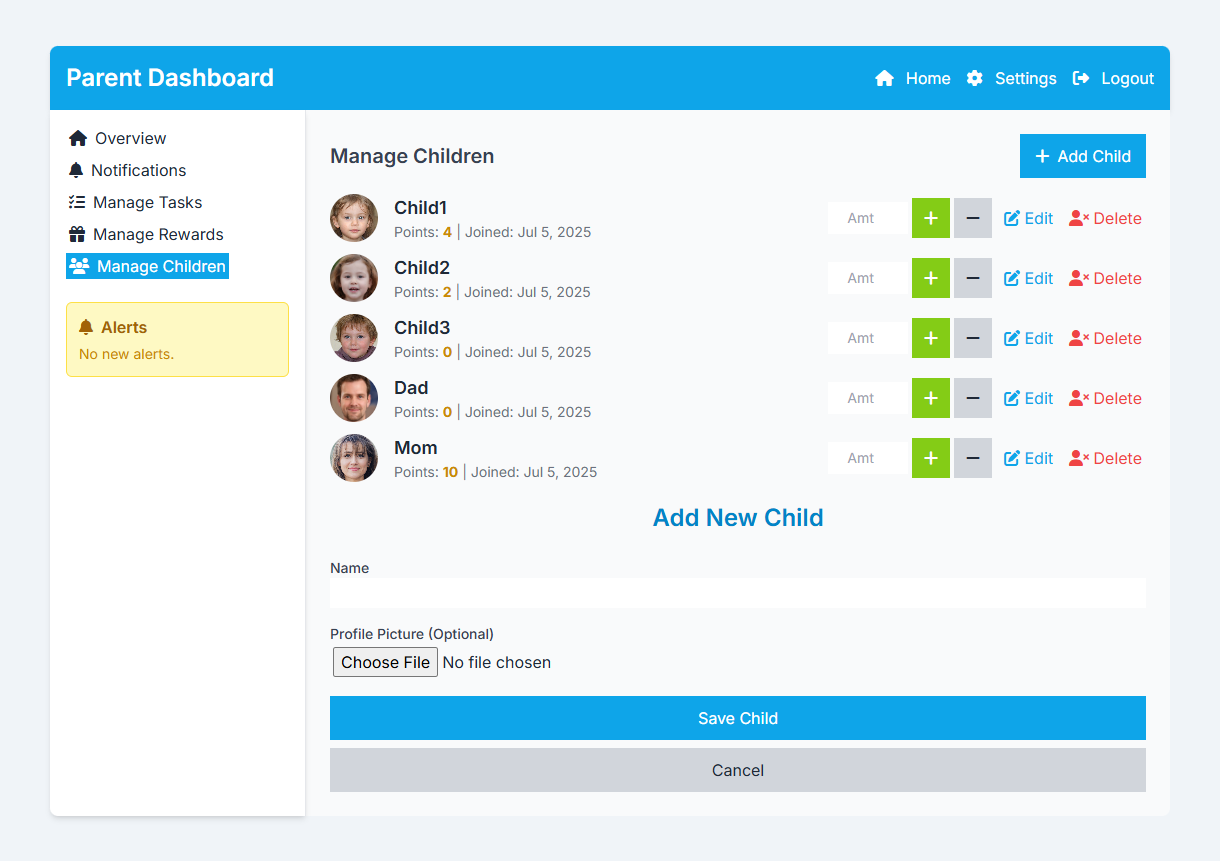 Parent Dashboard
Home Settings Logout
Overview
Notifications
Manage Tasks
Manage Rewards
Manage Children
Alerts
No new alerts.
Manage Children
+ Add Child
Child1
Points: 4 | Joined: Jul 5, 2025
Amt + − Edit Delete
Child2
Points: 2 | Joined: Jul 5, 2025
Amt + − Edit Delete
Child3
Points: 0 | Joined: Jul 5, 2025
Amt + − Edit Delete
Dad
Points: 0 | Joined: Jul 5, 2025
Amt + − Edit Delete
Mom
Points: 10 | Joined: Jul 5, 2025
Amt + − Edit Delete
Add New Child
Name
Profile Picture (Optional)
Choose File No file chosen
Save Child
Cancel